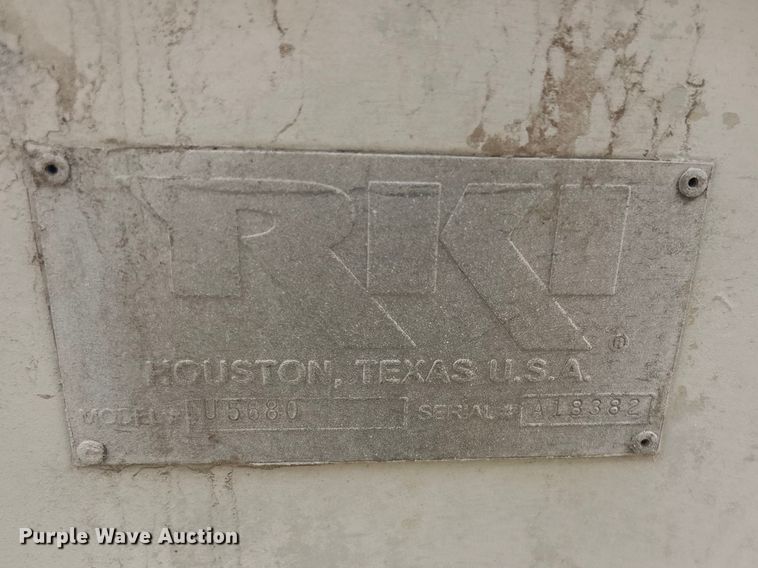 RKI®
HOUSTON, TEXAS U.S.A.
MODEL # U5680 SERIAL # A18382
Purple Wave Auction